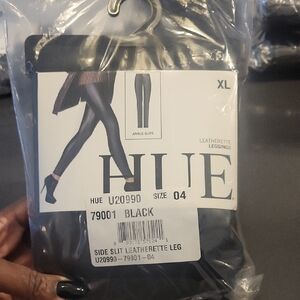 XL
ANKLE SLITS
LEATHERETTE
LEGGINGS
HUE
HUE U20990 SIZE 04
79001 BLACK
SIDE SLIT LEATHERETTE LEG
U20990-79001-04